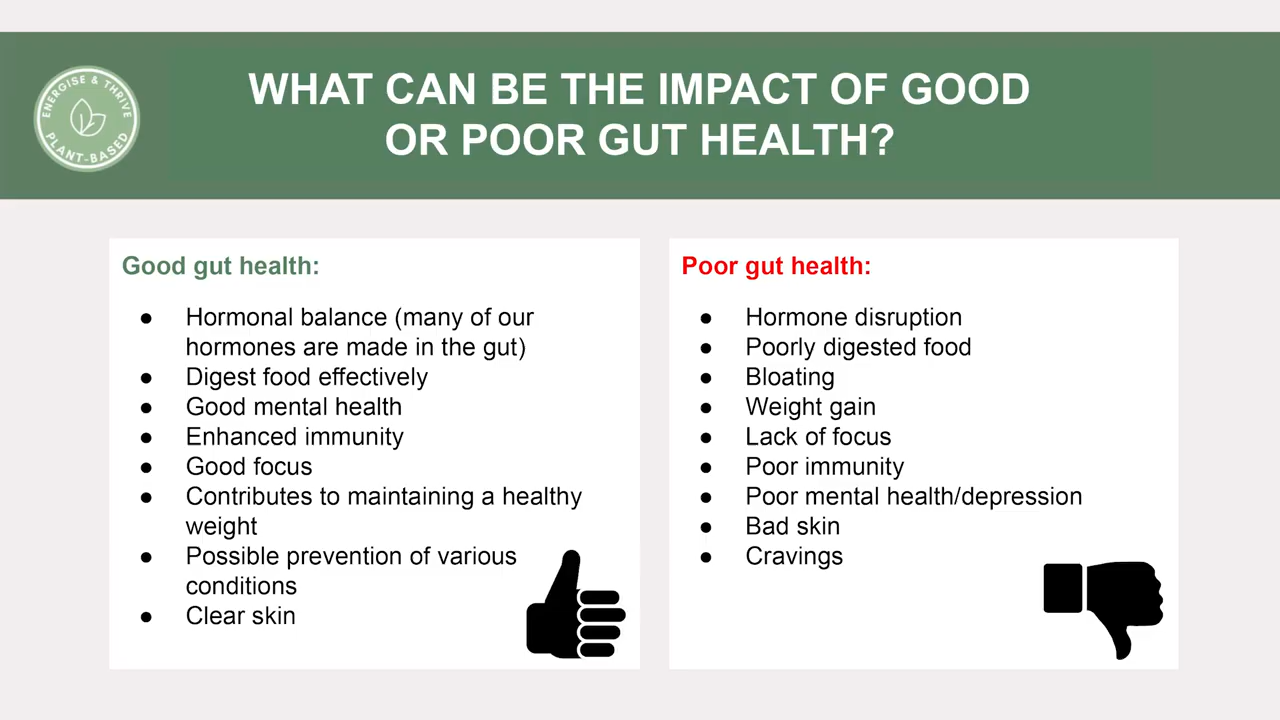 ENERGISE & THRIVE
PLANT-BASED
WHAT CAN BE THE IMPACT OF GOOD
OR POOR GUT HEALTH?
Good gut health:
● Hormonal balance (many of our
hormones are made in the gut)
● Digest food effectively
● Good mental health
● Enhanced immunity
● Good focus
● Contributes to maintaining a healthy
weight
● Possible prevention of various
conditions
● Clear skin
Poor gut health:
● Hormone disruption
● Poorly digested food
● Bloating
● Weight gain
● Lack of focus
● Poor immunity
● Poor mental health/depression
● Bad skin
● Cravings